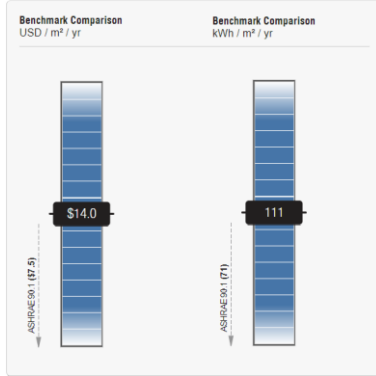 Benchmark Comparison
USD / m² / yr
$14.0
ASHRAE 90.1 ($7.5)
Benchmark Comparison
kWh / m² / yr
111
ASHRAE 90.1 (71)